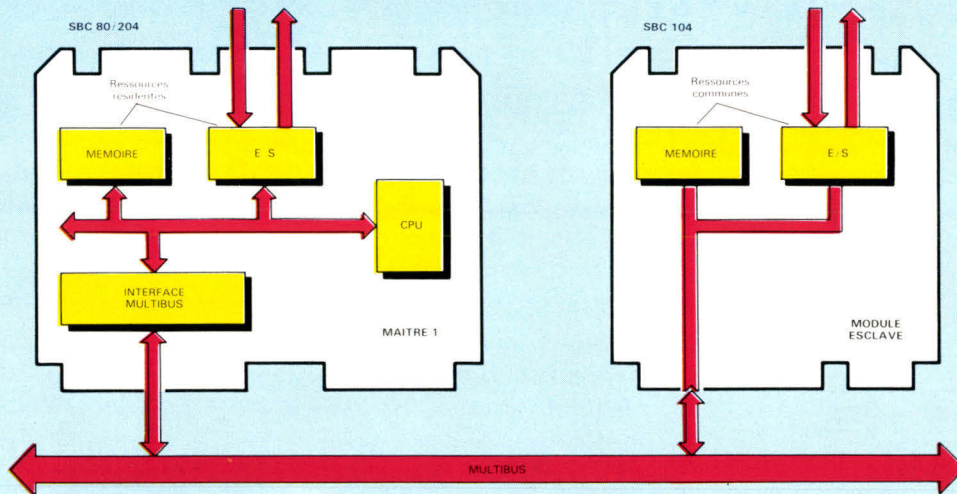 SBC 80/204
SBC 104
Ressources
résidentes
Ressources
communes
MEMOIRE
E S
MEMOIRE
E/S
CPU
INTERFACE
MULTIBUS
MAITRE 1
MODULE
ESCLAVE
MULTIBUS